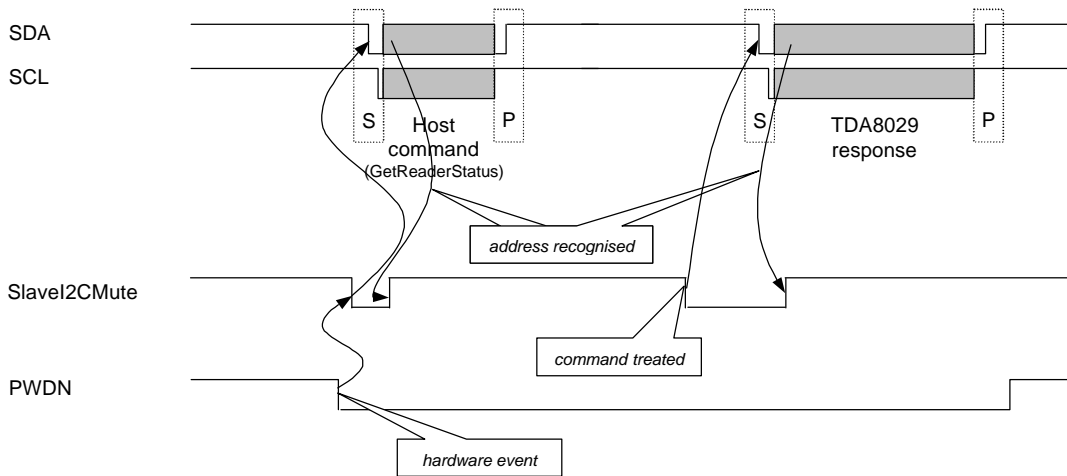 SDA
SCL
S
Host
command
(GetReaderStatus)
P
S
TDA8029
response
P
address recognised
SlaveI2CMute
command treated
PWDN
hardware event